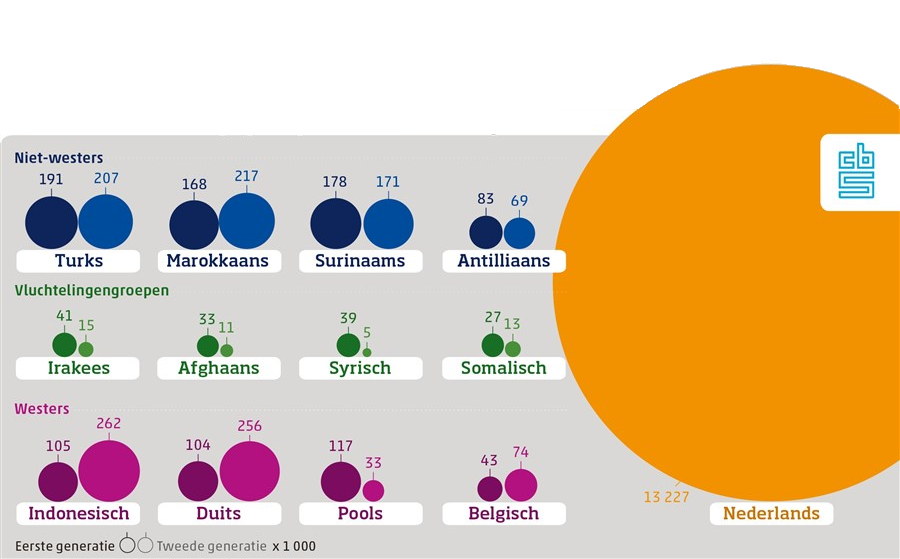 Niet-westers
191 207 168 217 178 171 83 69
Turks Marokkaans Surinaams Antilliaans
Vluchtelingengroepen
41 15 33 11 39 5 27 13
Irakees Afghaans Syrisch Somalisch
Westers
105 262 104 256 117 33 43 74
13 227
Indonesisch Duits Pools Belgisch Nederlands
Eerste generatie Tweede generatie x 1 000
cbs